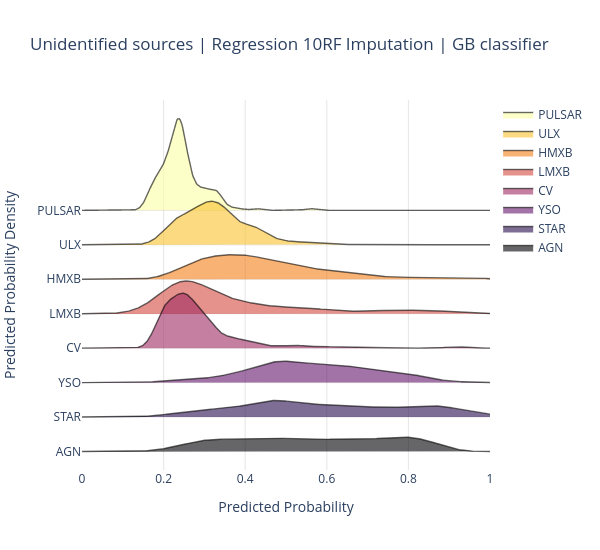 Unidentified sources | Regression 10RF Imputation | GB classifier
PULSAR
ULX
HMXB
LMXB
CV
YSO
STAR
AGN
Predicted Probability Density
PULSAR
ULX
HMXB
LMXB
CV
YSO
STAR
AGN
0 0.2 0.4 0.6 0.8 1
Predicted Probability